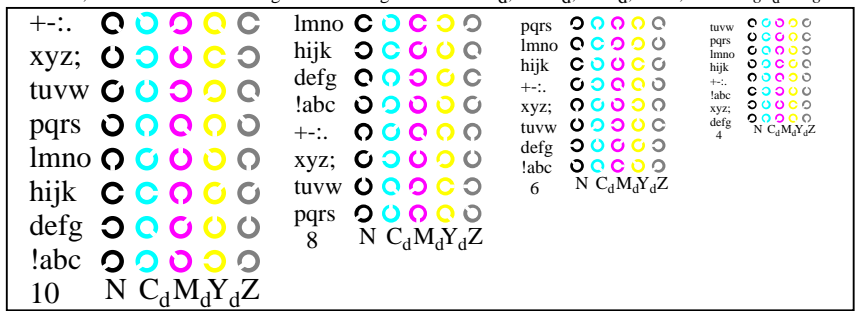 +-:.
xyz;
tuvw
pqrs
lmno
hijk
defg
!abc
10 N CdMdYdZ
lmno
hijk
defg
!abc
+-:.
xyz;
tuvw
pqrs
8 N CdMdYdZ
pqrs
lmno
hijk
+-:.
xyz;
tuvw
defg
!abc
6 N CdMdYdZ
tuvw
pqrs
lmno
hijk
+-:.
!abc
xyz;
defg
4 N CdMdYdZ